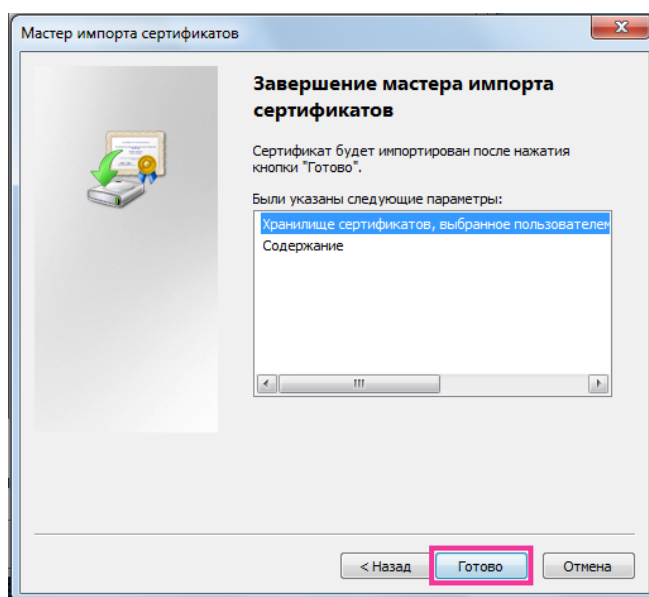 Мастер импорта сертификатов
Завершение мастера импорта
сертификатов
Сертификат будет импортирован после нажатия
кнопки "Готово".
Были указаны следующие параметры:
Хранилище сертификатов, выбранное пользователем
Содержание
< Назад
Готово
Отмена